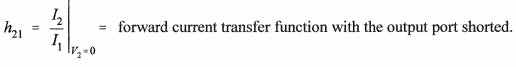 h₂₁ = I₂/I₁ |V₂=0 = forward current transfer function with the output port shorted.